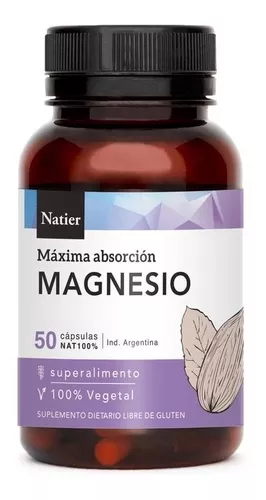 Natier
Máxima absorción
MAGNESIO
50 cápsulas
NAT100% | Ind. Argentina
superalimento
100% Vegetal
SUPLEMENTO DIETARIO LIBRE DE GLUTEN